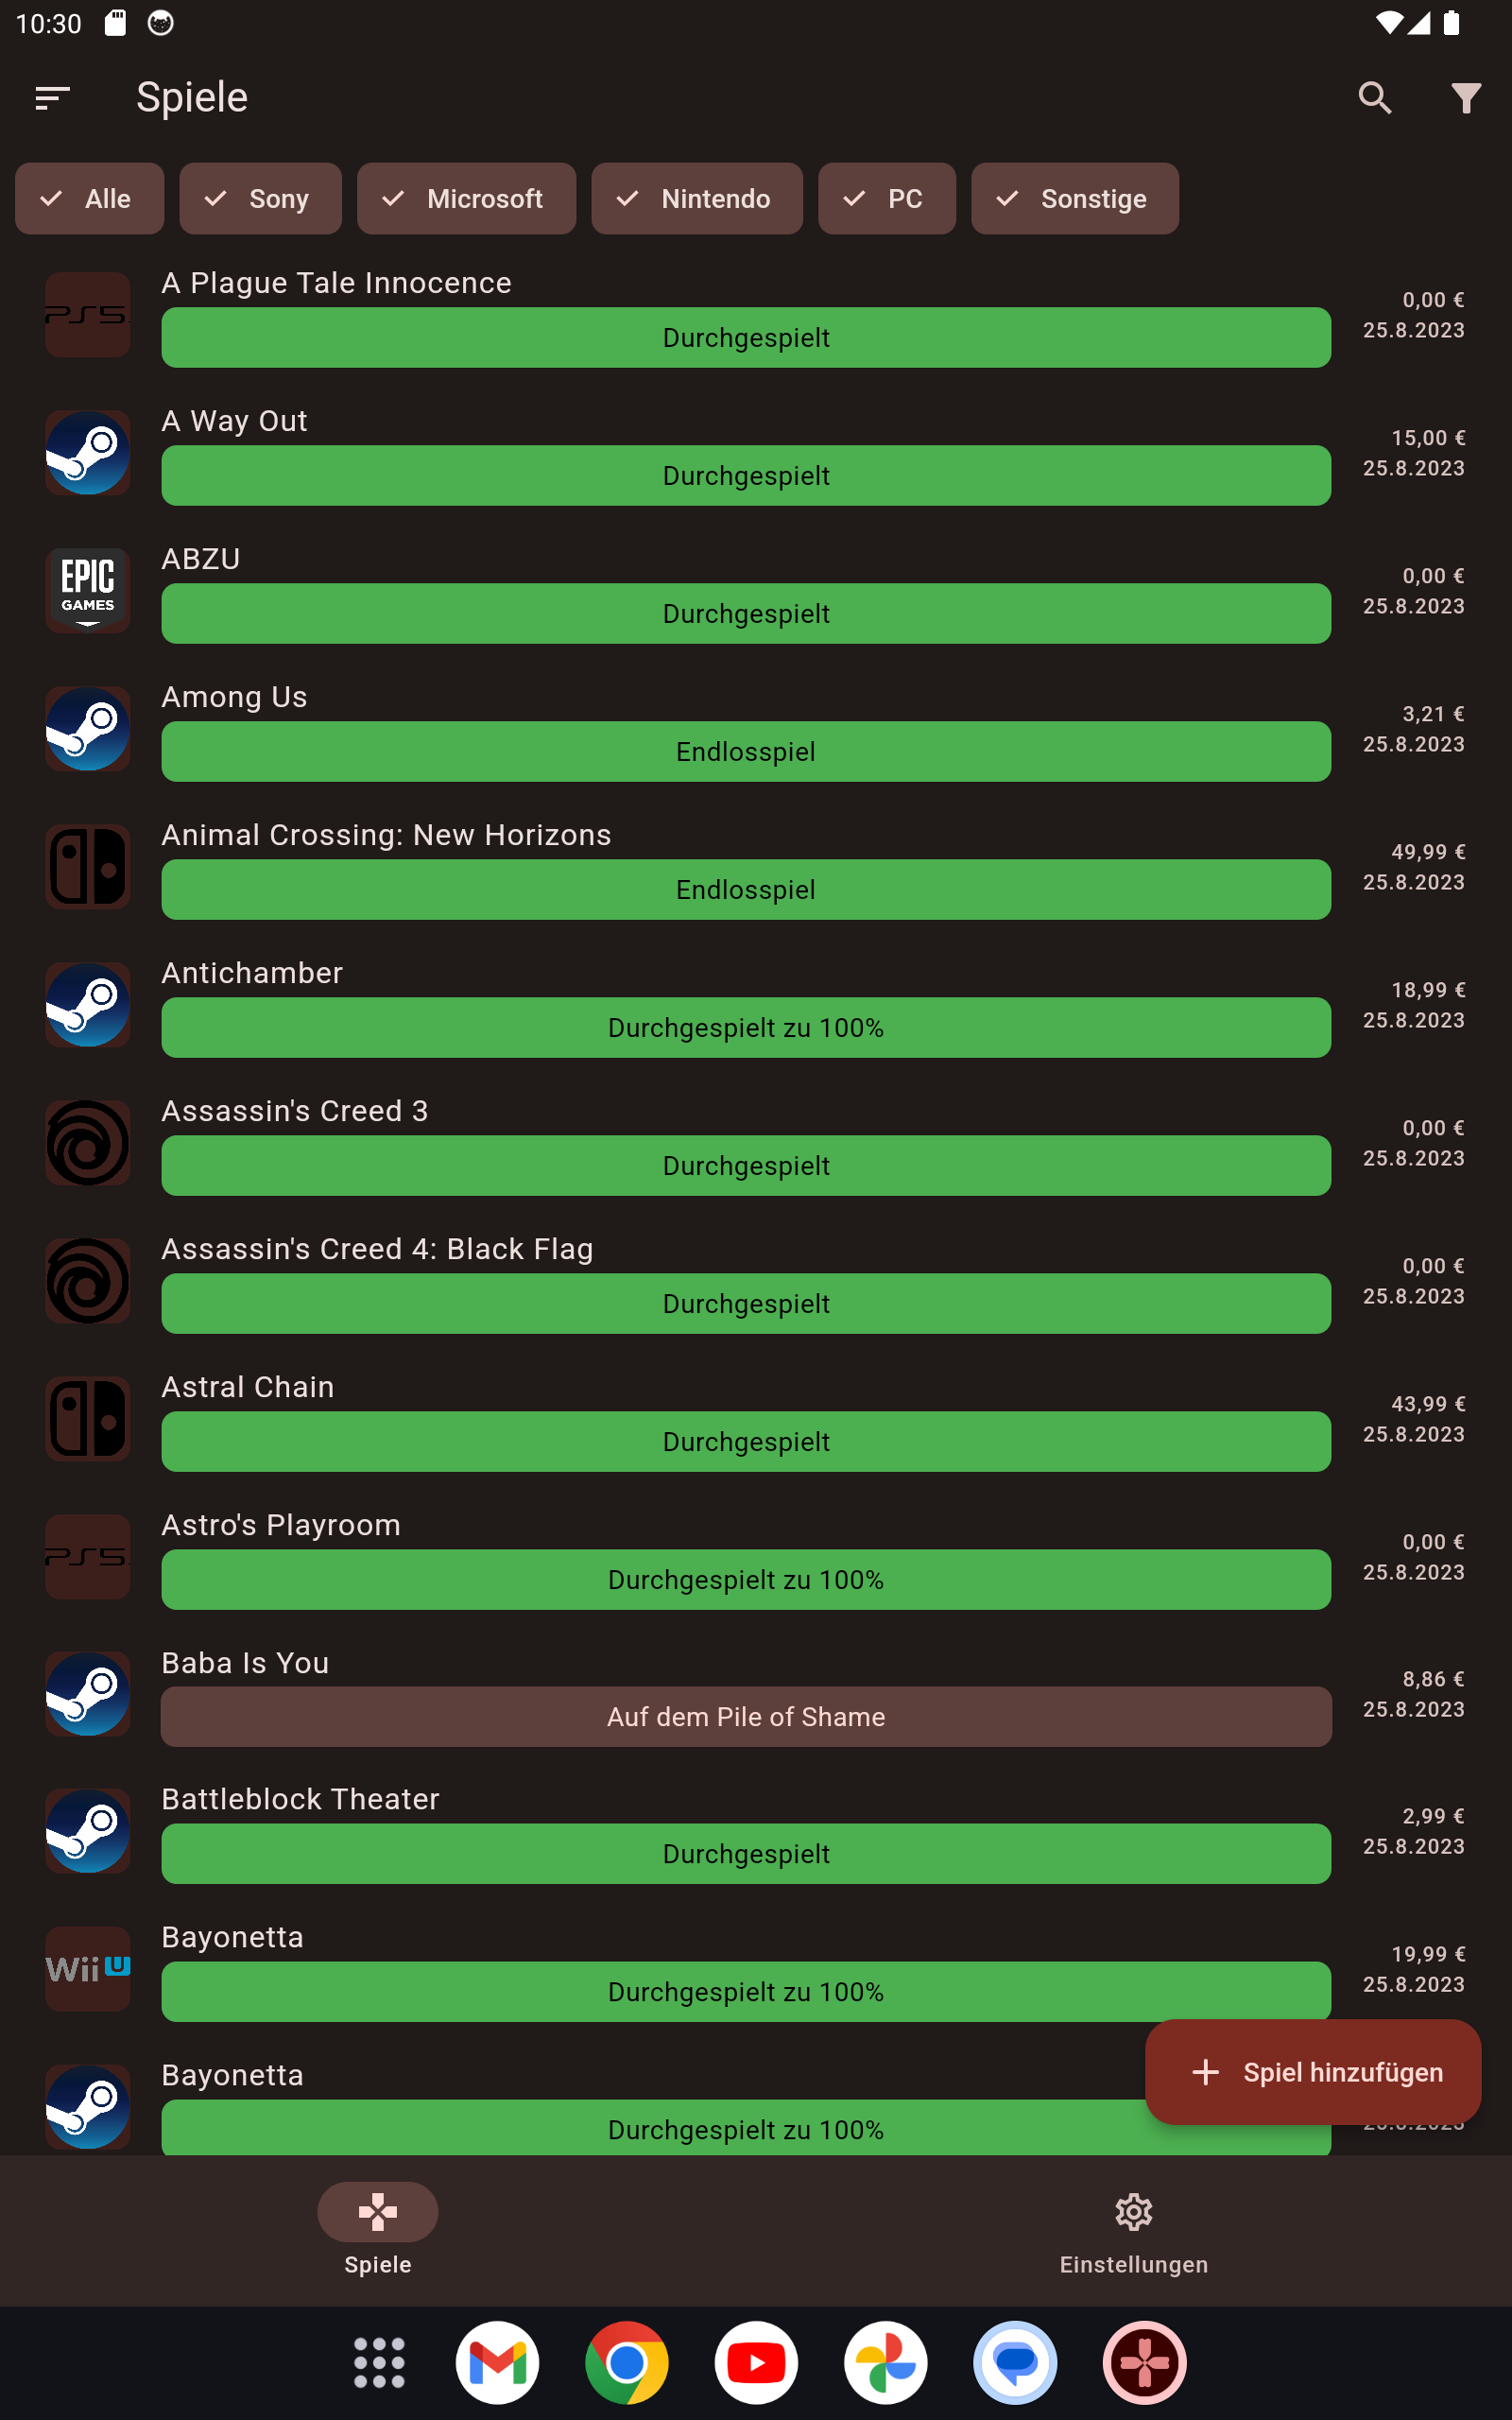 10:30
Spiele
Alle Sony Microsoft Nintendo PC Sonstige
PS5 A Plague Tale Innocence
Durchgespielt
0,00 €
25.8.2023
A Way Out
Durchgespielt
15,00 €
25.8.2023
EPIC
GAMES
ABZU
Durchgespielt
0,00 €
25.8.2023
Among Us
Endlosspiel
3,21 €
25.8.2023
Animal Crossing: New Horizons
Endlosspiel
49,99 €
25.8.2023
Antichamber
Durchgespielt zu 100%
18,99 €
25.8.2023
Assassin's Creed 3
Durchgespielt
0,00 €
25.8.2023
Assassin's Creed 4: Black Flag
Durchgespielt
0,00 €
25.8.2023
Astral Chain
Durchgespielt
43,99 €
25.8.2023
PS5 Astro's Playroom
Durchgespielt zu 100%
0,00 €
25.8.2023
Baba Is You
Auf dem Pile of Shame
8,86 €
25.8.2023
Battleblock Theater
Durchgespielt
2,99 €
25.8.2023
Wii U Bayonetta
Durchgespielt zu 100%
19,99 €
25.8.2023
Bayonetta
Durchgespielt zu 100%
Spiel hinzufügen
Spiele Einstellungen